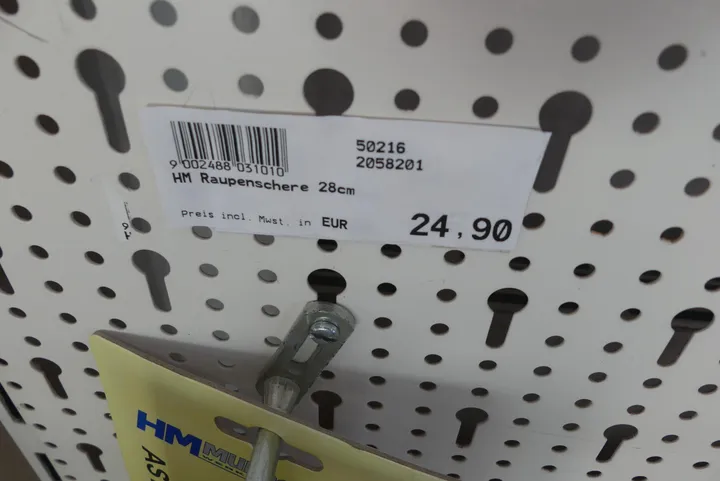 50216
9 002488 031010 2058201
HM Raupenschere 28cm
Preis incl. Mwst. in EUR 24,90
HM